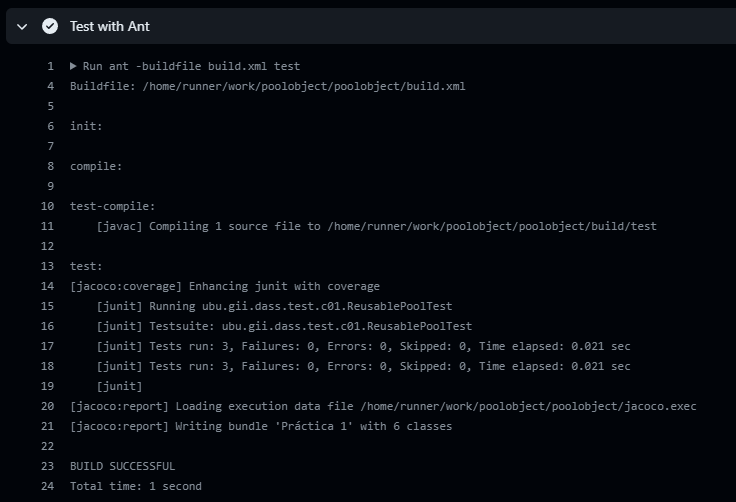 Test with Ant
1 Run ant -buildfile build.xml test
4 Buildfile: /home/runner/work/poolobject/poolobject/build.xml
5
6 init:
7
8 compile:
9
10 test-compile:
11 [javac] Compiling 1 source file to /home/runner/work/poolobject/poolobject/build/test
12
13 test:
14 [jacoco:coverage] Enhancing junit with coverage
15 [junit] Running ubu.gii.dass.test.c01.ReusablePoolTest
16 [junit] Testsuite: ubu.gii.dass.test.c01.ReusablePoolTest
17 [junit] Tests run: 3, Failures: 0, Errors: 0, Skipped: 0, Time elapsed: 0.021 sec
18 [junit] Tests run: 3, Failures: 0, Errors: 0, Skipped: 0, Time elapsed: 0.021 sec
19 [junit]
20 [jacoco:report] Loading execution data file /home/runner/work/poolobject/poolobject/jacoco.exec
21 [jacoco:report] Writing bundle 'Práctica 1' with 6 classes
22
23 BUILD SUCCESSFUL
24 Total time: 1 second